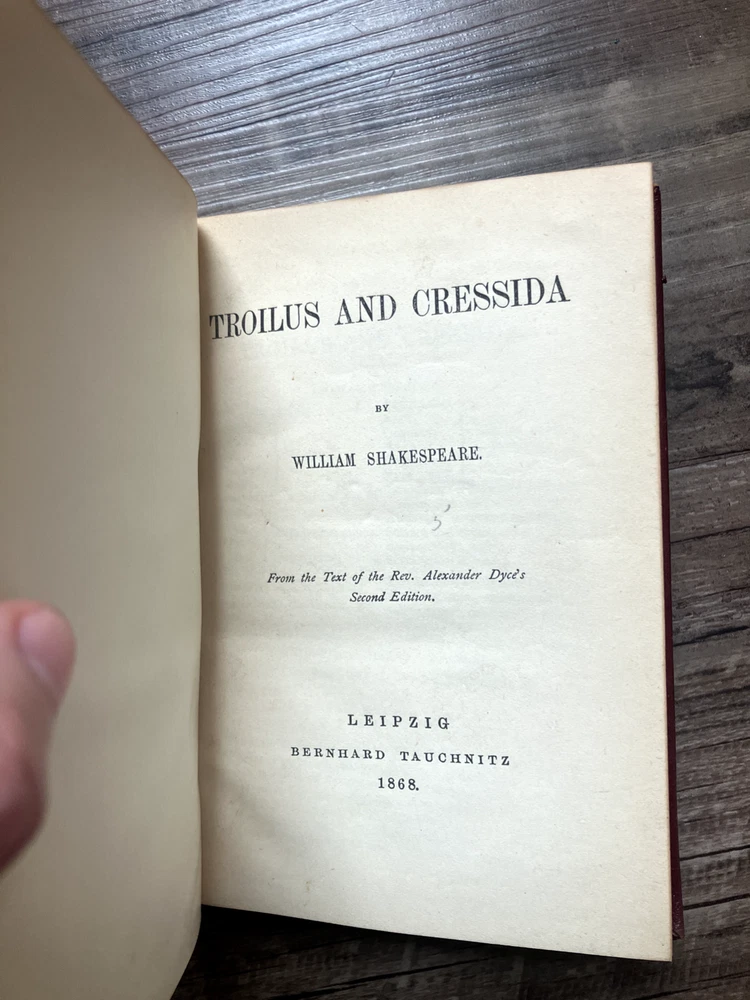 TROILUS AND CRESSIDA
BY
WILLIAM SHAKESPEARE.
From the Text of the Rev. Alexander Dyce's
Second Edition.
LEIPZIG
BERNHARD TAUCHNITZ
1868.